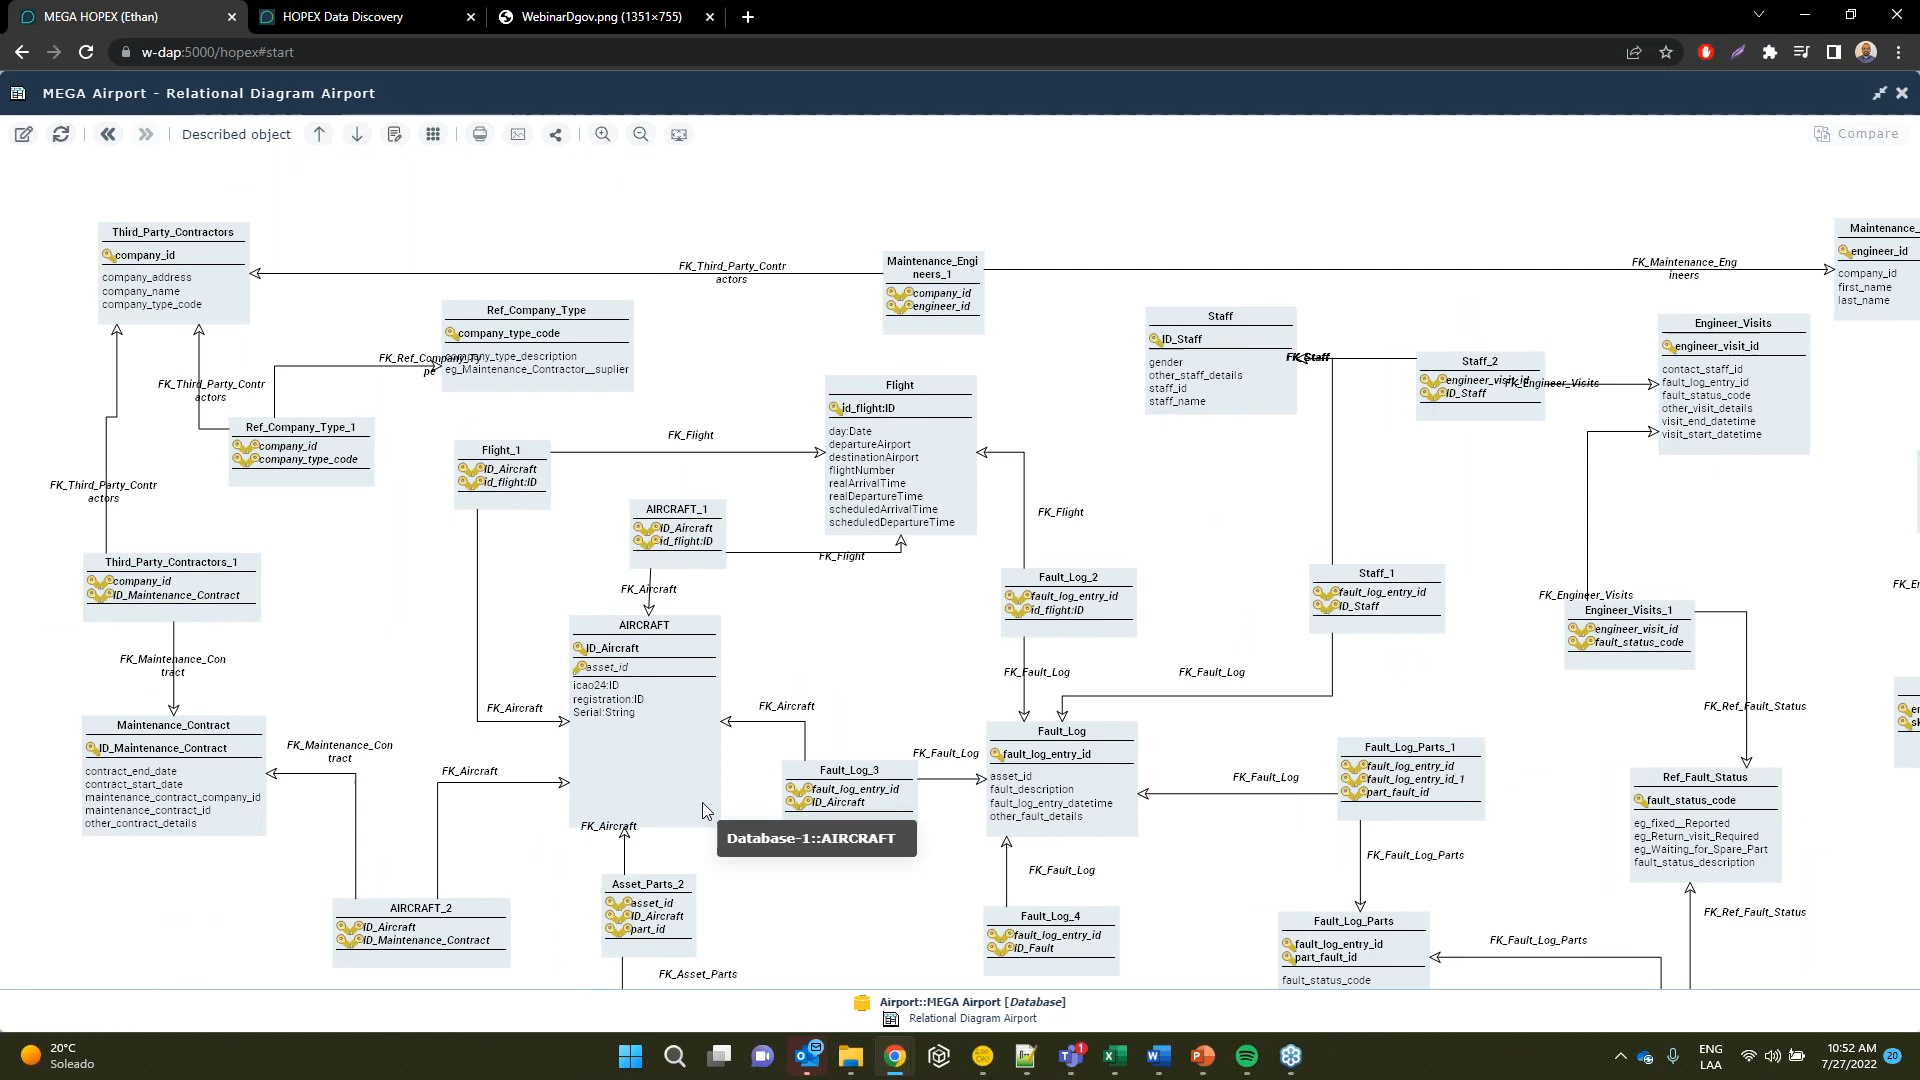 MEGA HOPEX (Ethan)
HOPEX Data Discovery
WebinarDgov.png (1351×755)
w-dap:5000/hopex#start
MEGA Airport - Relational Diagram Airport
Described object
Compare
Third_Party_Contractors
company_id
company_address
company_name
company_type_code
FK_Third_Party_Contr
actors
Maintenance_Engi
neers_1
company_id
engineer_id
FK_Maintenance_Eng
ineers
Maintenance_
engineer_id
company_id
first_name
last_name
Ref_Company_Type
company_type_code
company_type_description
eg_Maintenance_Contractor__suplier
FK_Ref_Company_Ty
pe
FK_Third_Party_Contr
actors
Ref_Company_Type_1
company_id
company_type_code
Staff
ID_Staff
gender
other_staff_details
staff_id
staff_name
FK_Staff
Staff_2
engineer_visit_id
ID_Staff
FK_Engineer_Visits
Engineer_Visits
engineer_visit_id
contact_staff_id
fault_log_entry_id
fault_status_code
other_visit_details
visit_end_datetime
visit_start_datetime
Flight
id_flight:ID
day:Date
departureAirport
destinationAirport
flightNumber
realArrivalTime
realDepartureTime
scheduledArrivalTime
scheduledDepartureTime
FK_Flight
Flight_1
ID_Aircraft
id_flight:ID
FK_Third_Party_Contr
actors
AIRCRAFT_1
ID_Aircraft
id_flight:ID
FK_Flight
FK_Flight
FK_Aircraft
Third_Party_Contractors_1
company_id
ID_Maintenance_Contract
Fault_Log_2
fault_log_entry_id
id_flight:ID
Staff_1
fault_log_entry_id
ID_Staff
FK_Engineer_Visits
Engineer_Visits_1
engineer_visit_id
fault_status_code
FK_En
AIRCRAFT
ID_Aircraft
asset_id
icao24:ID
registration:ID
Serial:String
FK_Maintenance_Con
tract
FK_Fault_Log
FK_Fault_Log
FK_Aircraft
FK_Aircraft
FK_Ref_Fault_Status
Maintenance_Contract
ID_Maintenance_Contract
contract_end_date
contract_start_date
maintenance_contract_company_id
maintenance_contract_id
other_contract_details
FK_Maintenance_Con
tract
FK_Aircraft
Fault_Log_3
fault_log_entry_id
ID_Aircraft
FK_Fault_Log
Fault_Log
fault_log_entry_id
asset_id
fault_description
fault_log_entry_datetime
other_fault_details
FK_Fault_Log
Fault_Log_Parts_1
fault_log_entry_id
fault_log_entry_id_1
part_fault_id
Ref_Fault_Status
fault_status_code
eg_fixed__Reported
eg_Return_visit_Required
eg_Waiting_for_Spare_Part
fault_status_description
FK_Aircraft
Database-1::AIRCRAFT
FK_Fault_Log
FK_Fault_Log_Parts
AIRCRAFT_2
ID_Aircraft
ID_Maintenance_Contract
Asset_Parts_2
asset_id
ID_Aircraft
part_id
FK_Asset_Parts
Fault_Log_4
fault_log_entry_id
ID_Fault
Fault_Log_Parts
fault_log_entry_id
part_fault_id
fault_status_code
FK_Fault_Log_Parts
FK_Ref_Fault_Status
Airport::MEGA Airport [Database]
Relational Diagram Airport
20°C
Soleado
1
ENG
LAA
10:52 AM
7/27/2022
20